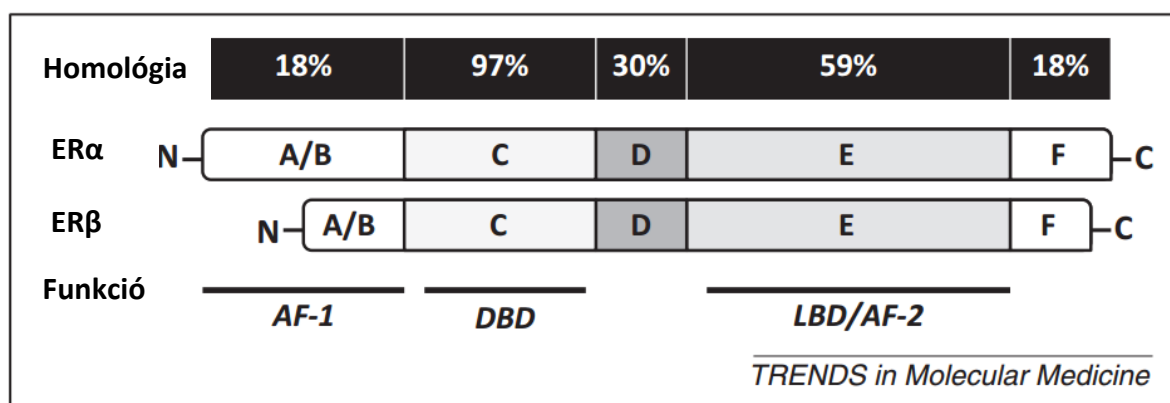 Homológia 18% 97% 30% 59% 18%
ERα N A/B C D E F C
ERβ N A/B C D E F C
Funkció
AF-1 DBD LBD/AF-2
TRENDS in Molecular Medicine